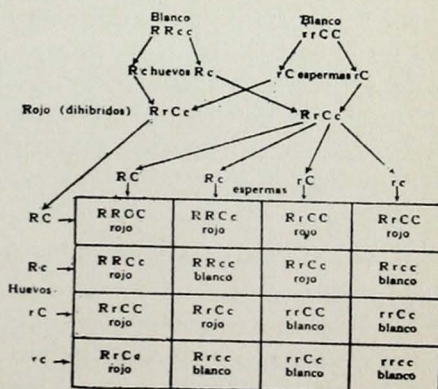 Blanco Blanco
RRcc rrCC
Rc huevos Rc rC espermas rC
Rojo (dihibridos) RrCc RrCc
RC Rc rC rc
espermas
RC RRCC RRCc RrCC RrCC
rojo rojo rojo rojo
Rc RRCc RRcc RrCc Rrcc
rojo blanco rojo blanco
Huevos
rC RrCC RrCc rrCC rrCc
rojo rojo blanco blanco
rc RrCc Rrcc rrCc rrcc
rojo blanco blanco blanco